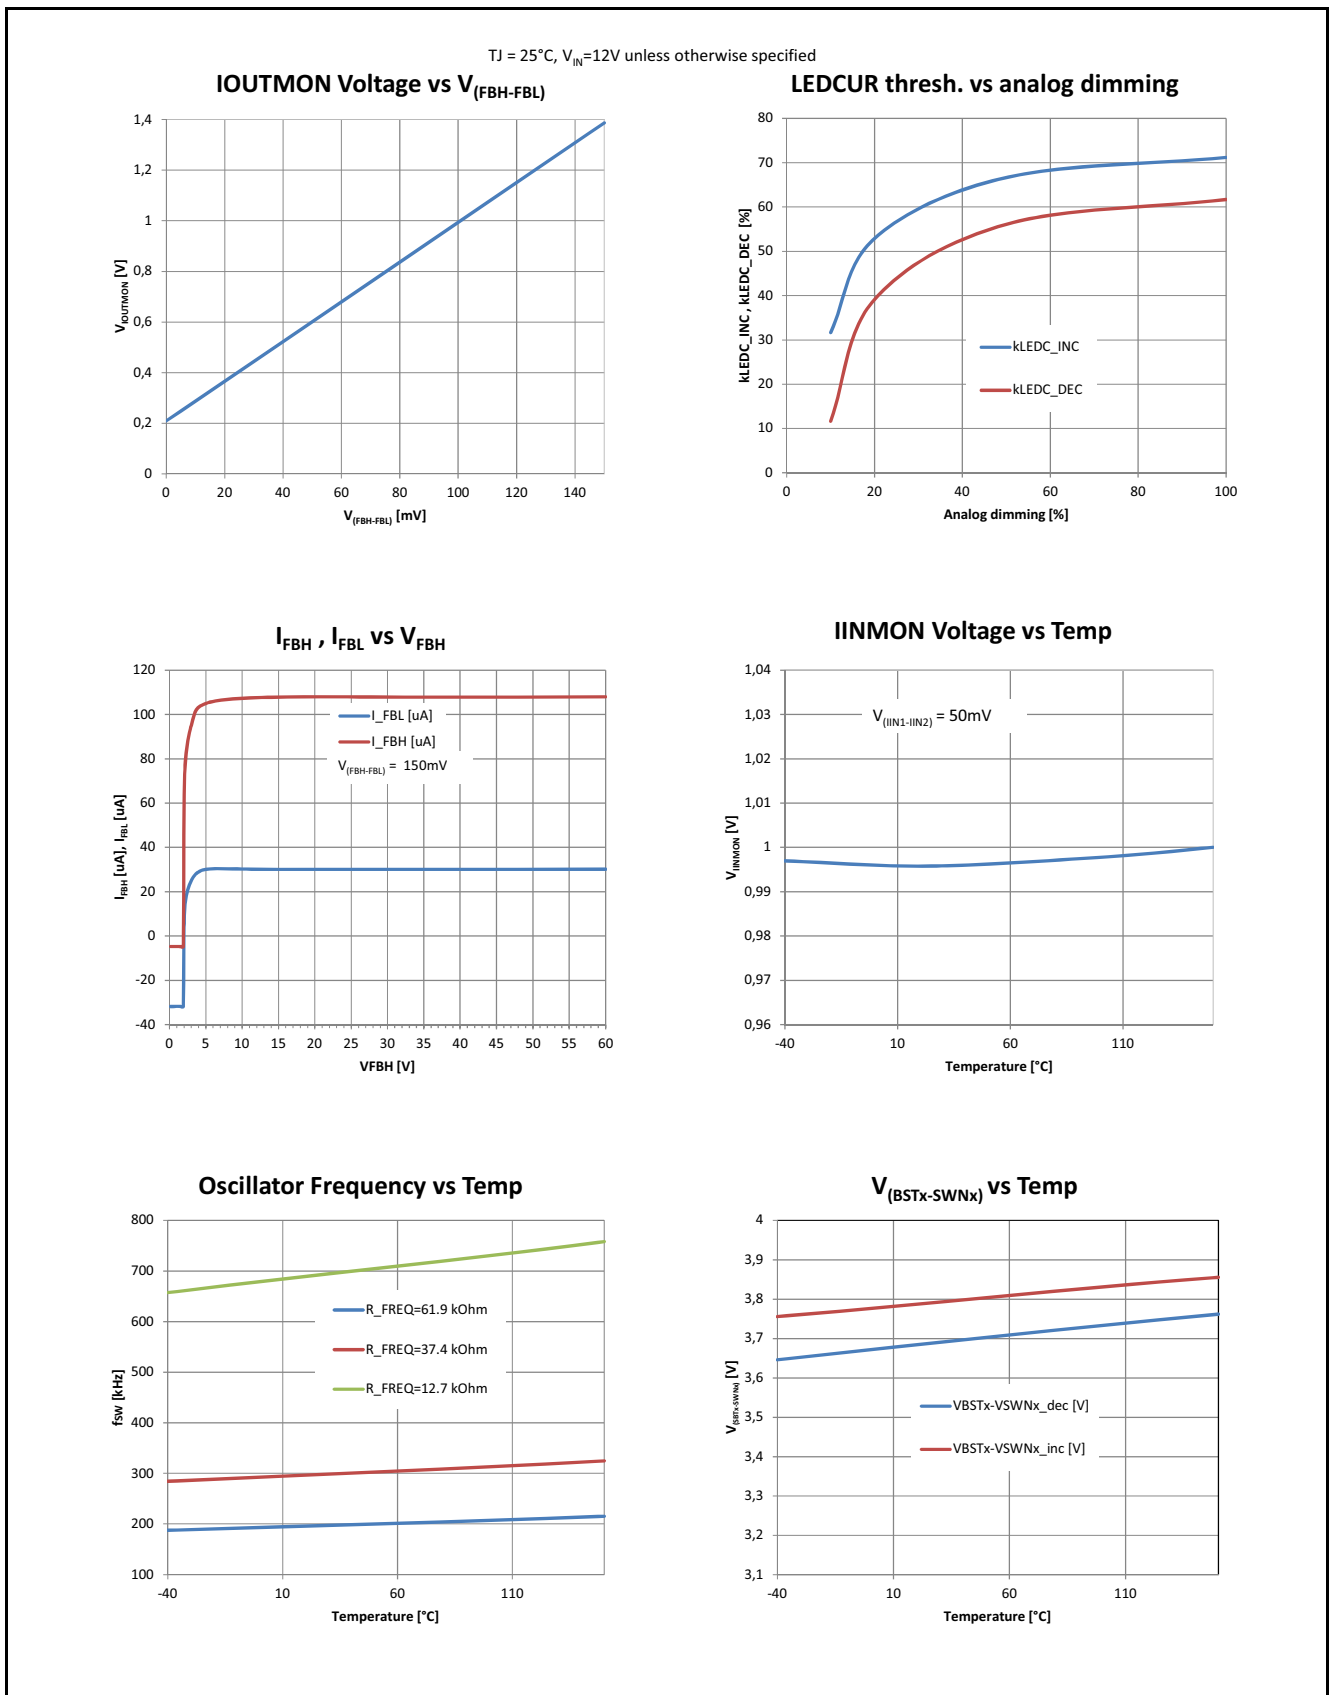 TJ = 25°C, VIN=12V unless otherwise specified
IOUTMON Voltage vs V(FBH-FBL)
1,4
1,2
1
0,8
0,6
0,4
0,2
0
VIOUTMON [V]
0 20 40 60 80 100 120 140
V(FBH-FBL) [mV]
LEDCUR thresh. vs analog dimming
80
70
60
50
40
30
20
10
0
kLEDC_INC , kLEDC_DEC [%]
kLEDC_INC
kLEDC_DEC
0 20 40 60 80 100
Analog dimming [%]
IFBH , IFBL vs VFBH
120
100
80
60
40
20
0
-20
-40
IFBH [uA], IFBL [uA]
I_FBL [uA]
I_FBH [uA]
V(FBH-FBL) = 150mV
0 5 10 15 20 25 30 35 40 45 50 55 60
VFBH [V]
IINMON Voltage vs Temp
1,04
1,03
1,02
1,01
1
0,99
0,98
0,97
0,96
VIINMON [V]
V(IIN1-IIN2) = 50mV
-40 10 60 110
Temperature [°C]
Oscillator Frequency vs Temp
800
700
600
500
400
300
200
100
fsw [kHz]
R_FREQ=61.9 kOhm
R_FREQ=37.4 kOhm
R_FREQ=12.7 kOhm
-40 10 60 110
Temperature [°C]
V(BSTx-SWNx) vs Temp
4
3,9
3,8
3,7
3,6
3,5
3,4
3,3
3,2
3,1
V(SBTx-SWNx) [V]
VBSTx-VSWNx_dec [V]
VBSTx-VSWNx_inc [V]
-40 10 60 110
Temperature [°C]